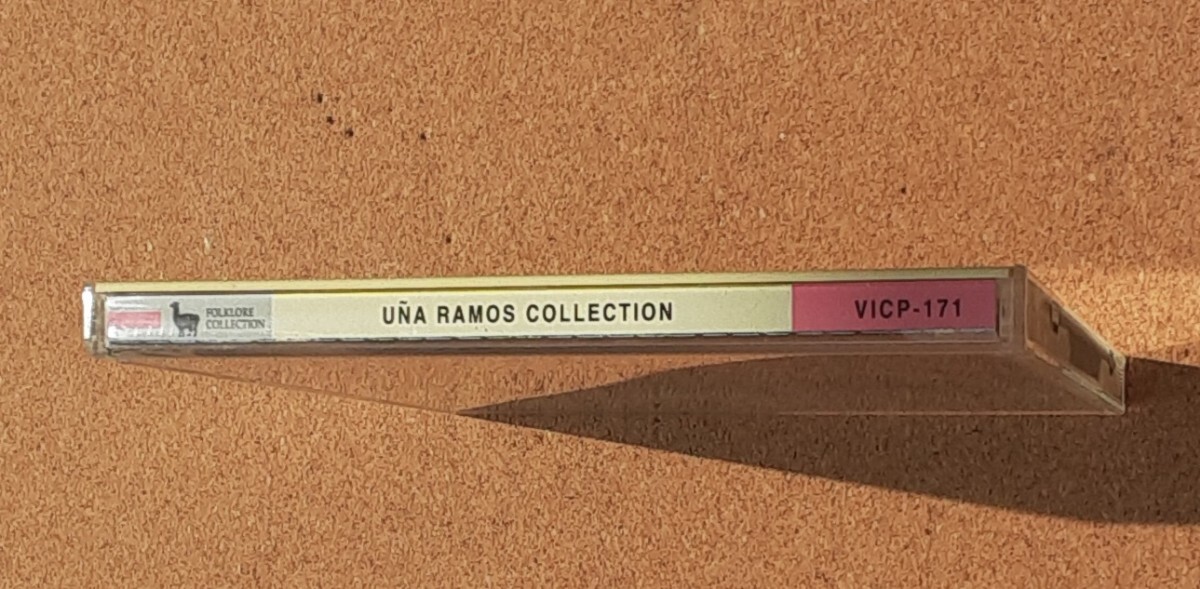 FOLKLORE
COLLECTION
UÑA RAMOS COLLECTION
VICP-171